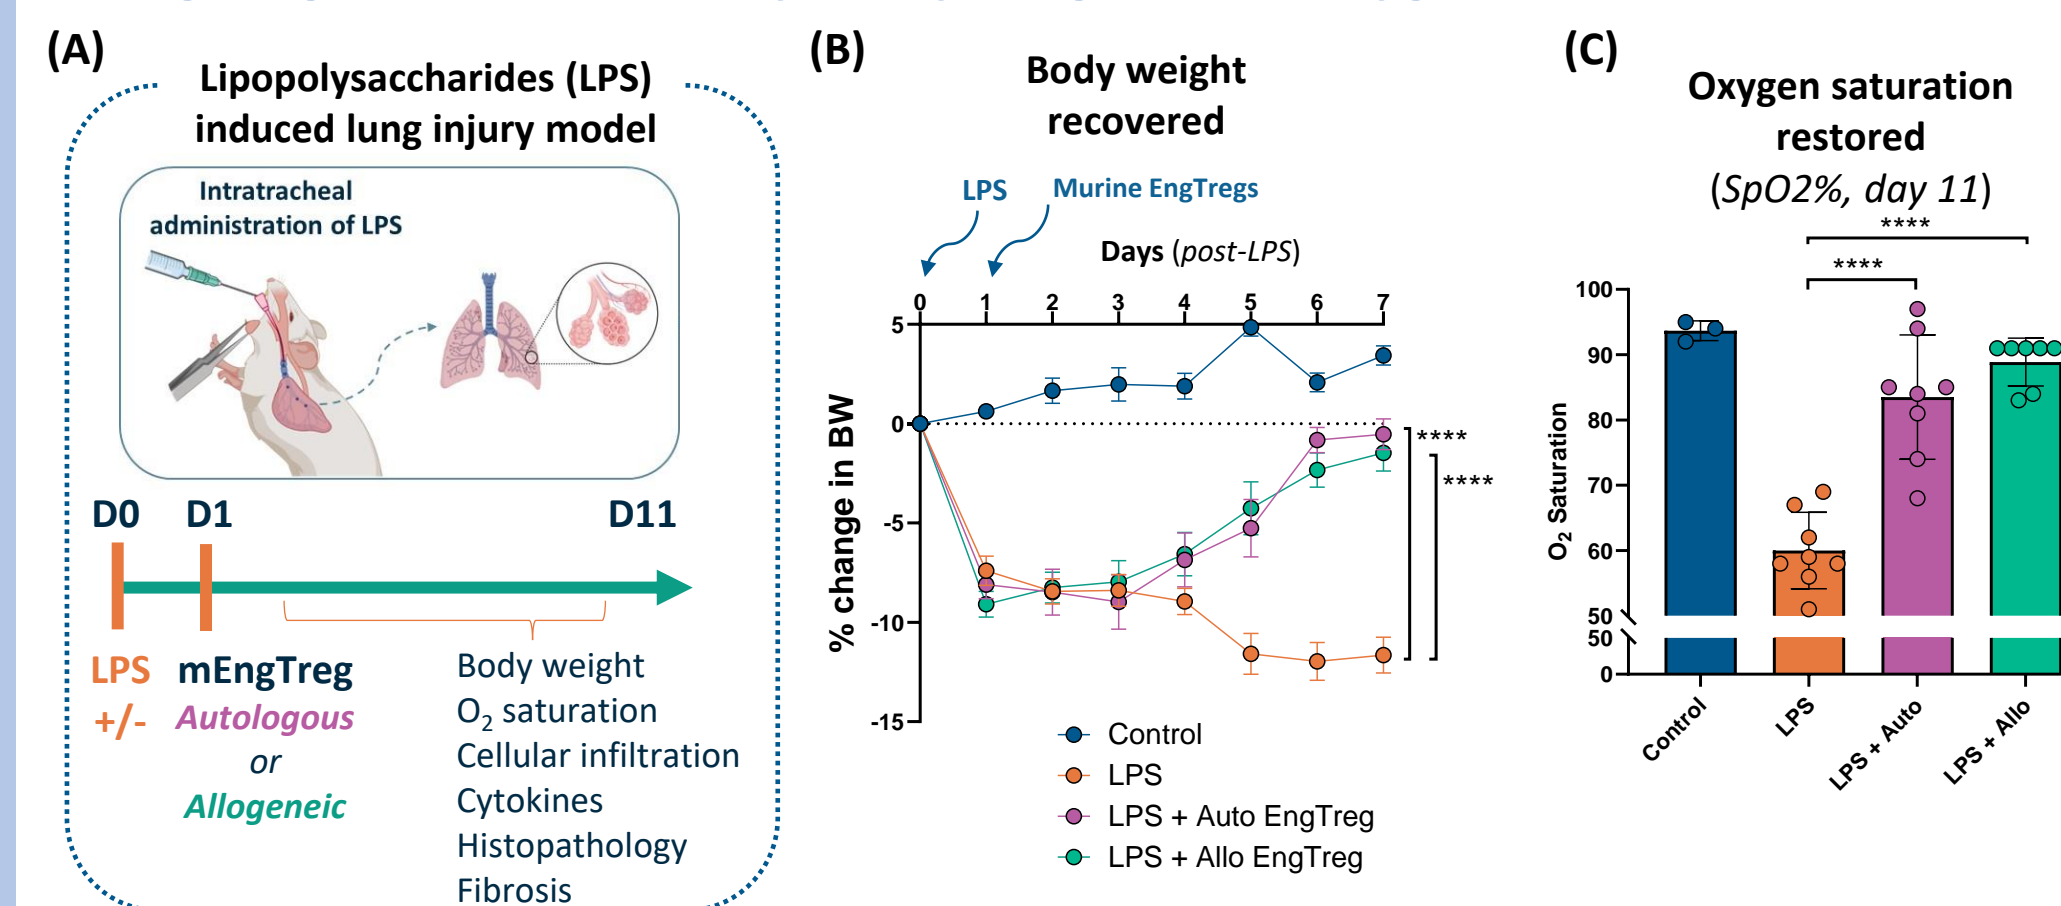 (A)
Lipopolysaccharides (LPS)
induced lung injury model
Intratracheal
administration of LPS
D0
D1
D11
LPS
+/-
mEngTreg
Autologous
or
Allogeneic
Body weight
O2 saturation
Cellular infiltration
Cytokines
Histopathology
Fibrosis
(B)
Body weight
recovered
LPS
Murine EngTregs
Days (post-LPS)
0 1 2 3 4 5 6 7
% change in BW
5
0
-5
-10
-15
****
****
Control
LPS
LPS + Auto EngTreg
LPS + Allo EngTreg
(C)
Oxygen saturation
restored
(SpO2%, day 11)
****
****
O2 Saturation
100
90
80
70
60
50
50
0
Control
LPS
LPS + Auto
LPS + Allo